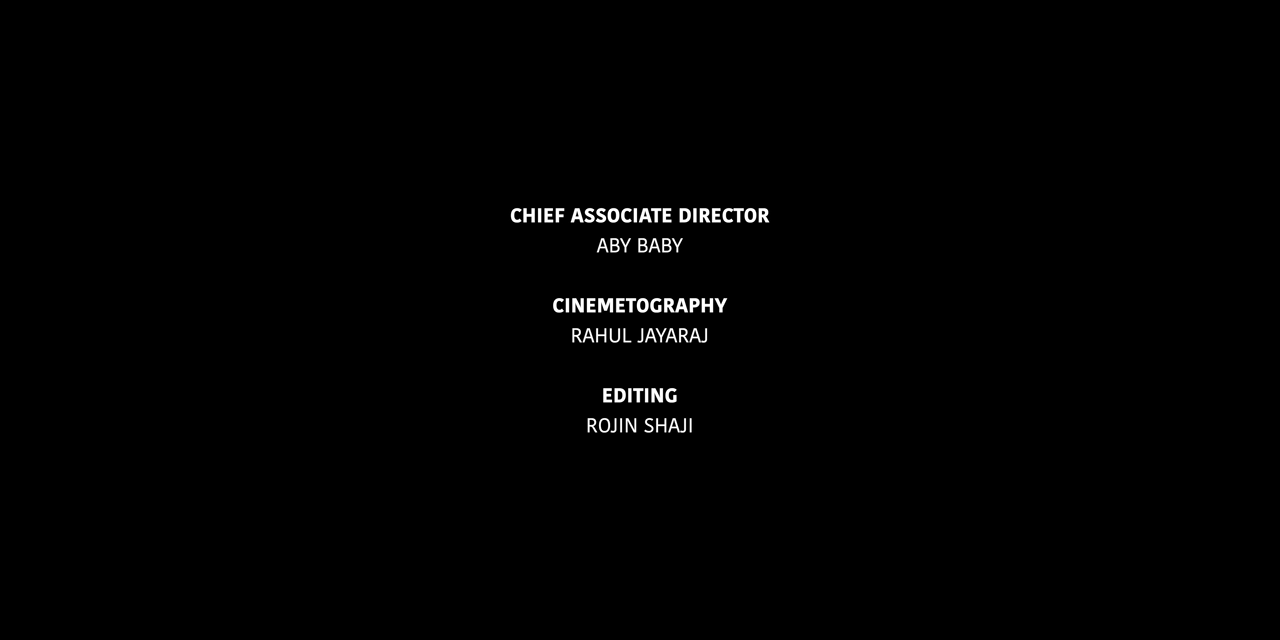 CHIEF ASSOCIATE DIRECTOR
ABY BABY
CINEMETOGRAPHY
RAHUL JAYARAJ
EDITING
ROJIN SHAJI